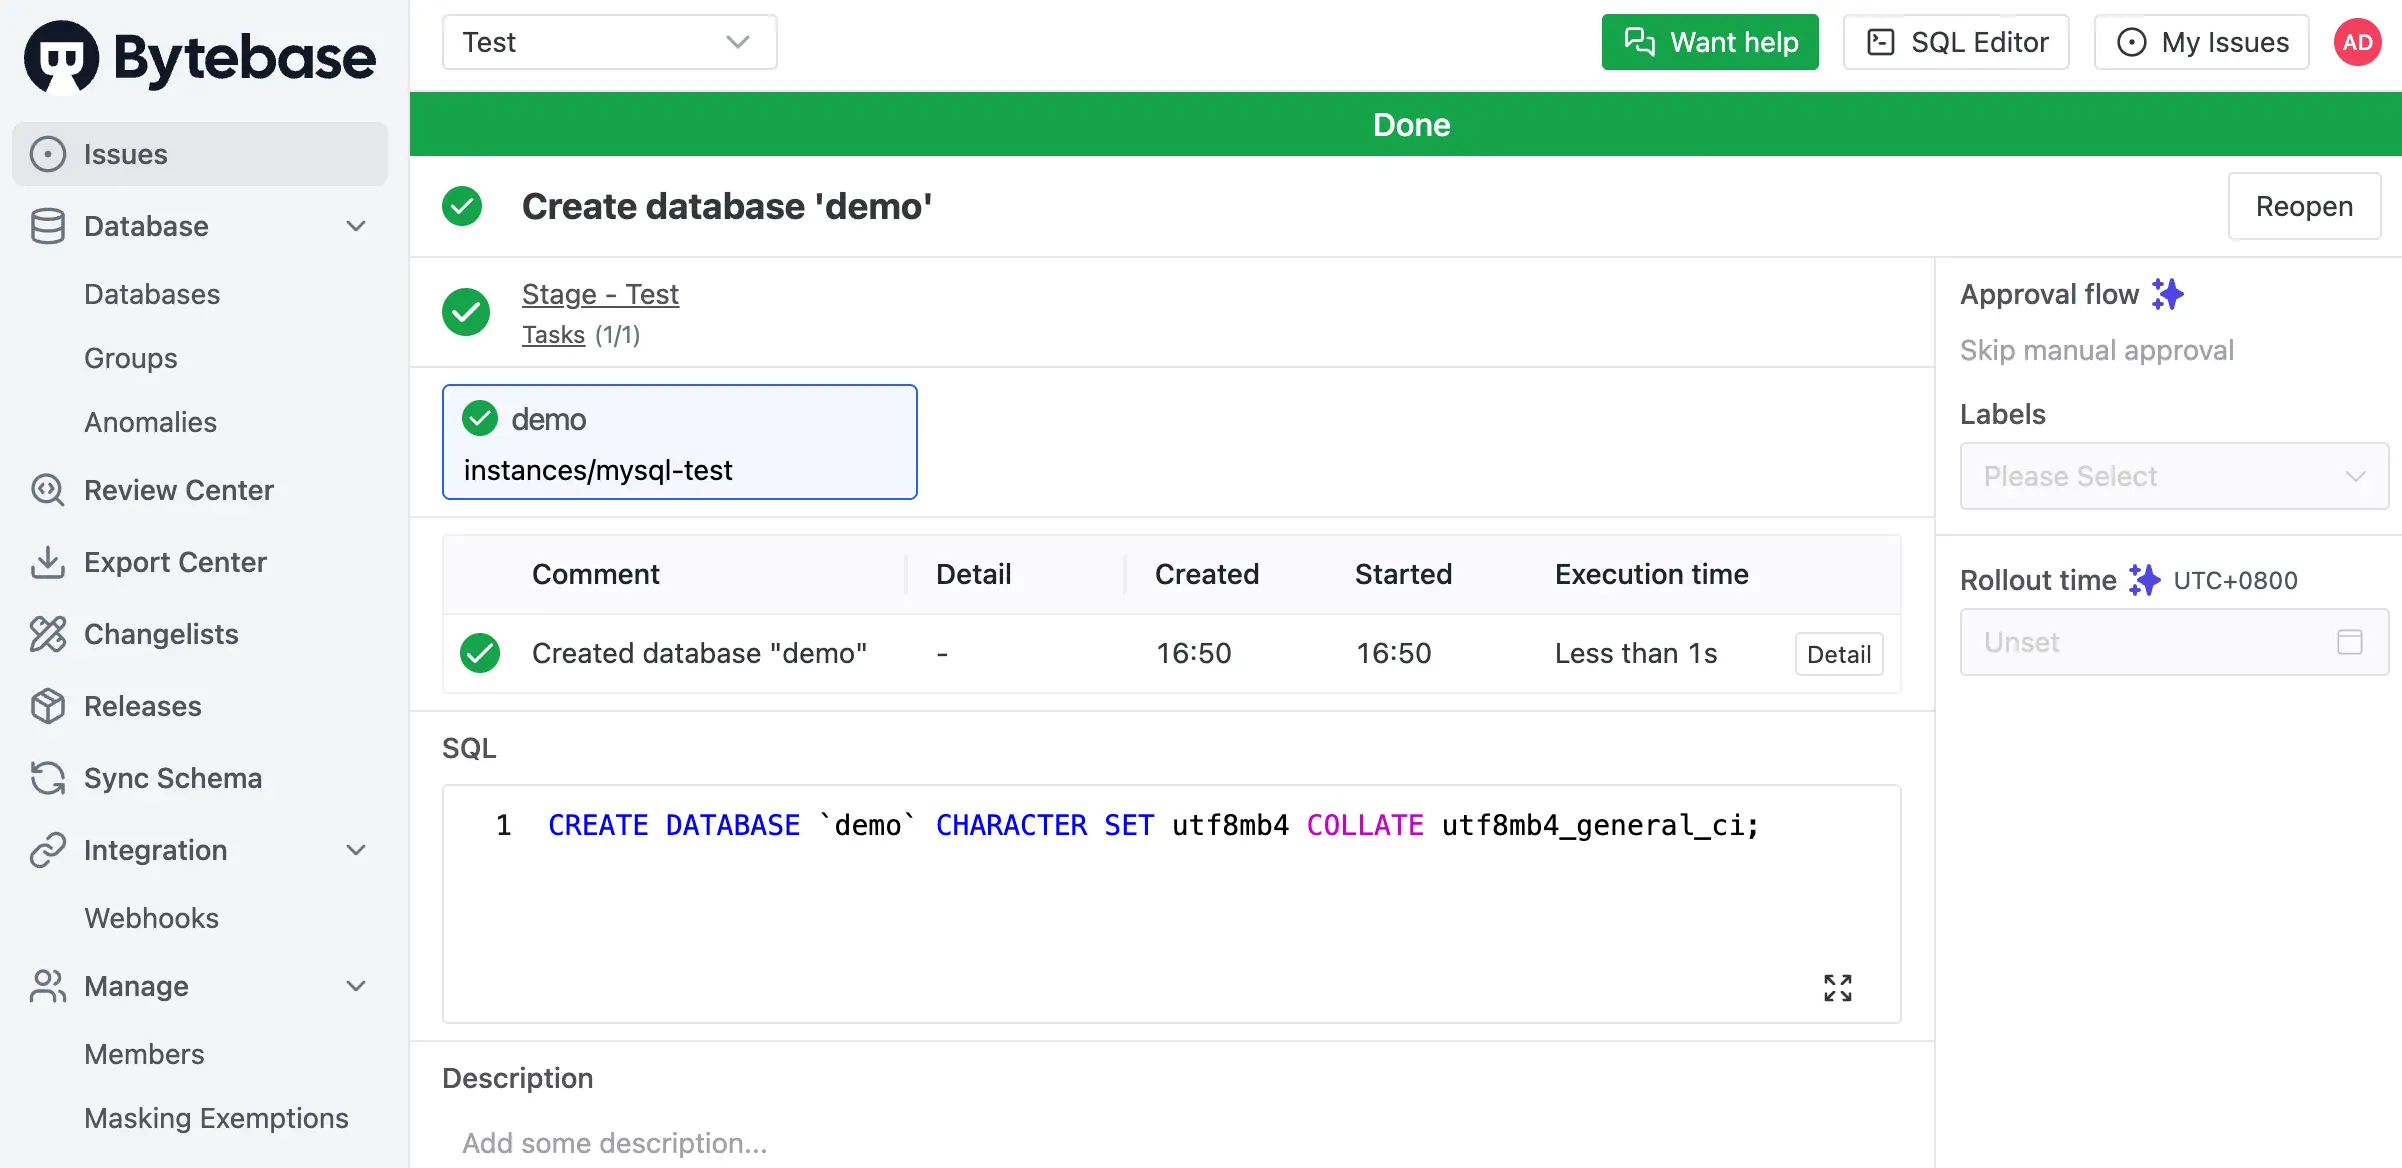 Bytebase
Test
Want help
SQL Editor
My Issues
AD
Issues
Database
Databases
Groups
Anomalies
Review Center
Export Center
Changelists
Releases
Sync Schema
Integration
Webhooks
Manage
Members
Masking Exemptions
Done
Create database 'demo'
Reopen
Stage - Test
Tasks (1/1)
demo
instances/mysql-test
Comment Detail Created Started Execution time
Created database "demo" - 16:50 16:50 Less than 1s Detail
SQL
1 CREATE DATABASE `demo` CHARACTER SET utf8mb4 COLLATE utf8mb4_general_ci;
Description
Add some description...
Approval flow
Skip manual approval
Labels
Please Select
Rollout time UTC+0800
Unset